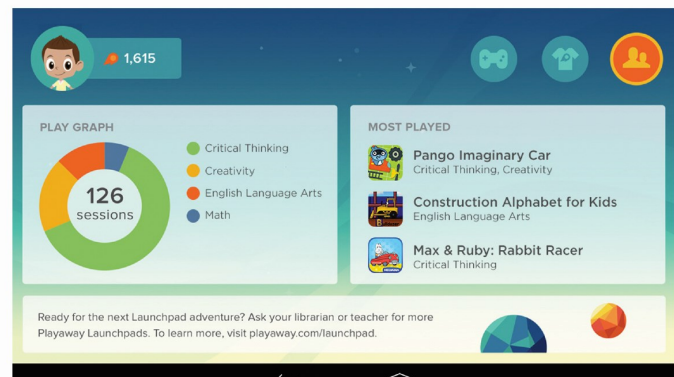 1,615
PLAY GRAPH
126
sessions
Critical Thinking
Creativity
English Language Arts
Math
MOST PLAYED
Pango Imaginary Car
Critical Thinking, Creativity
Construction Alphabet for Kids
English Language Arts
Max & Ruby: Rabbit Racer
Critical Thinking
Ready for the next Launchpad adventure? Ask your librarian or teacher for more
Playaway Launchpads. To learn more, visit playaway.com/launchpad.